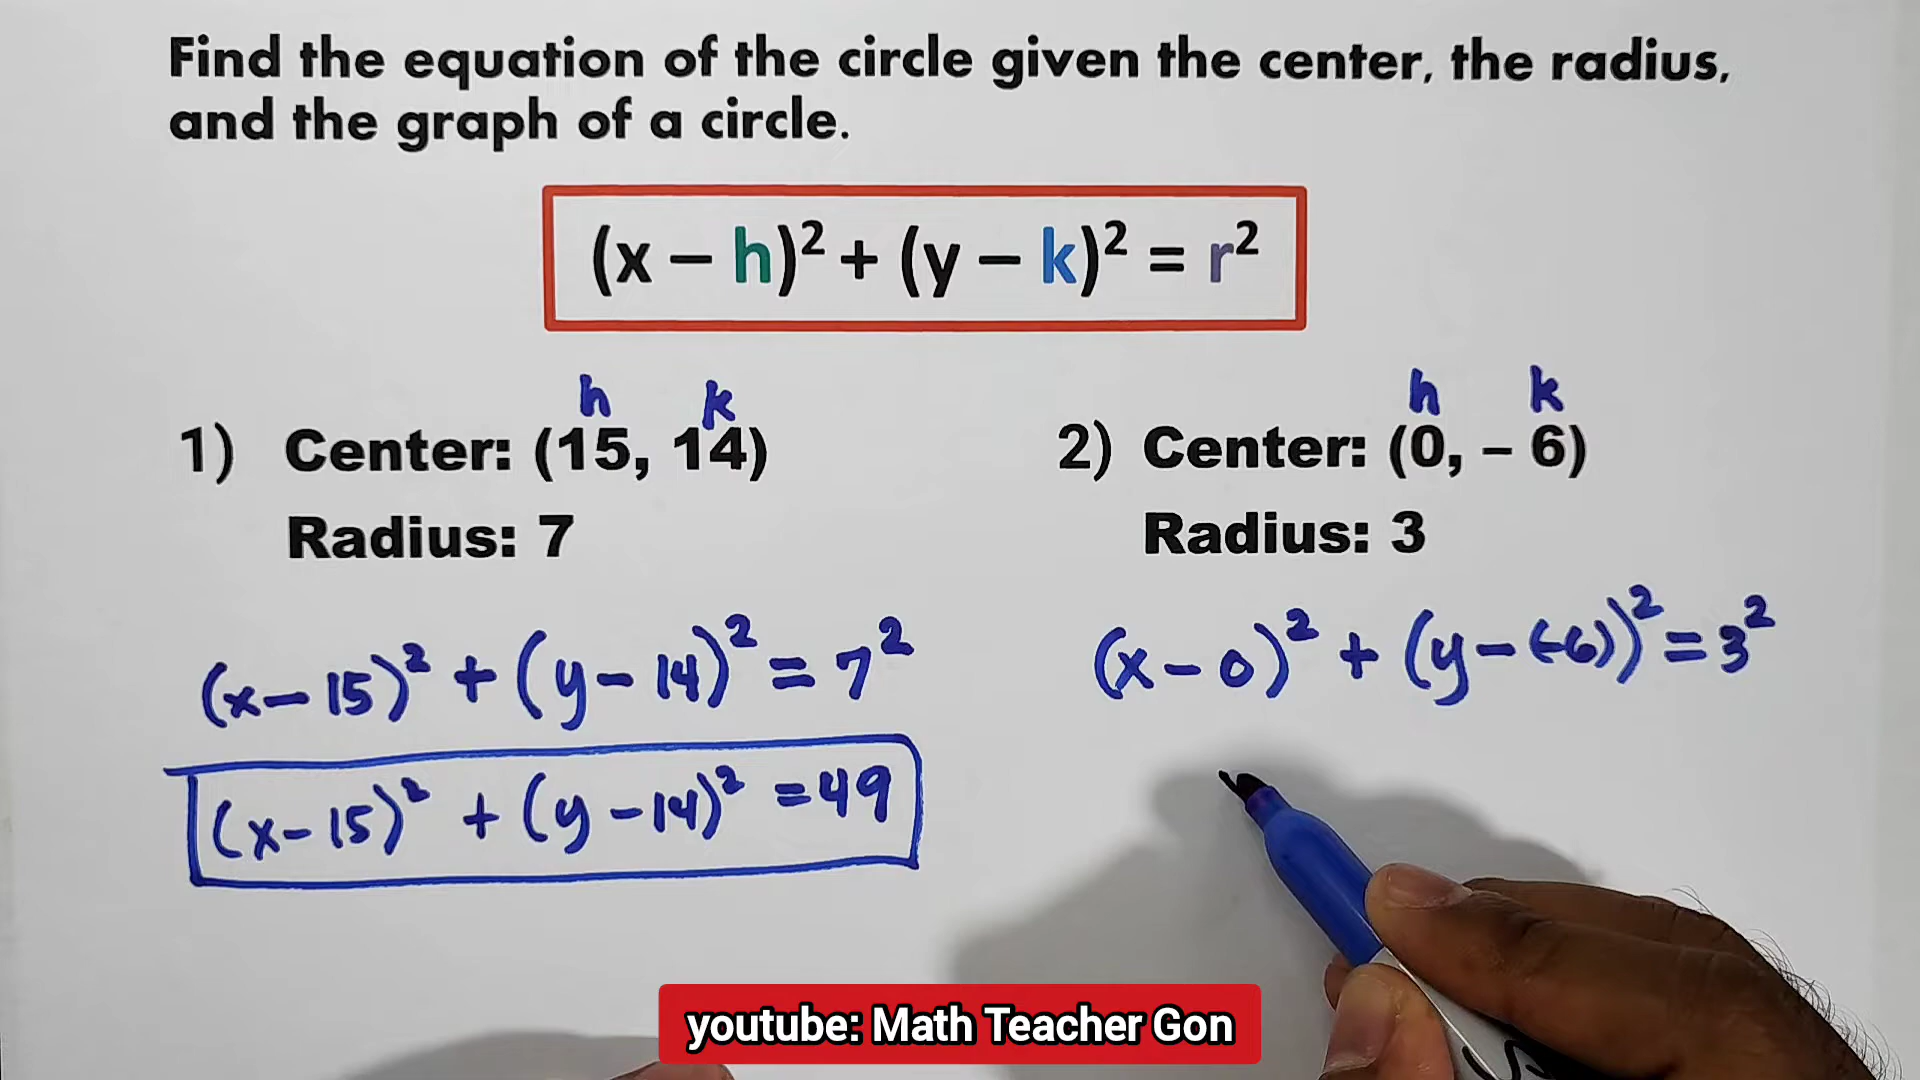 Find the equation of the circle given the center, the radius,
and the graph of a circle.
(x – h)² + (y – k)² = r²
h k
1) Center: (15, 14)
Radius: 7
(x-15)² + (y-14)² = 7²
(x-15)² + (y-14)² = 49
h k
2) Center: (0, – 6)
Radius: 3
(x-0)² + (y-(-6))² = 3²
youtube: Math Teacher Gon